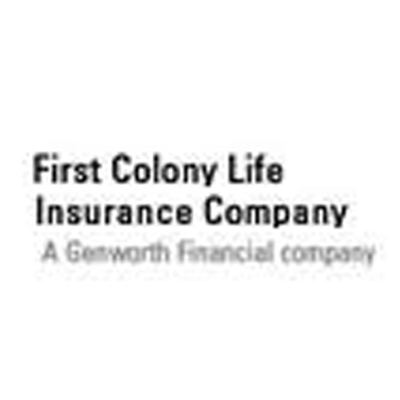 First Colony Life
Insurance Company
A Genworth Financial company